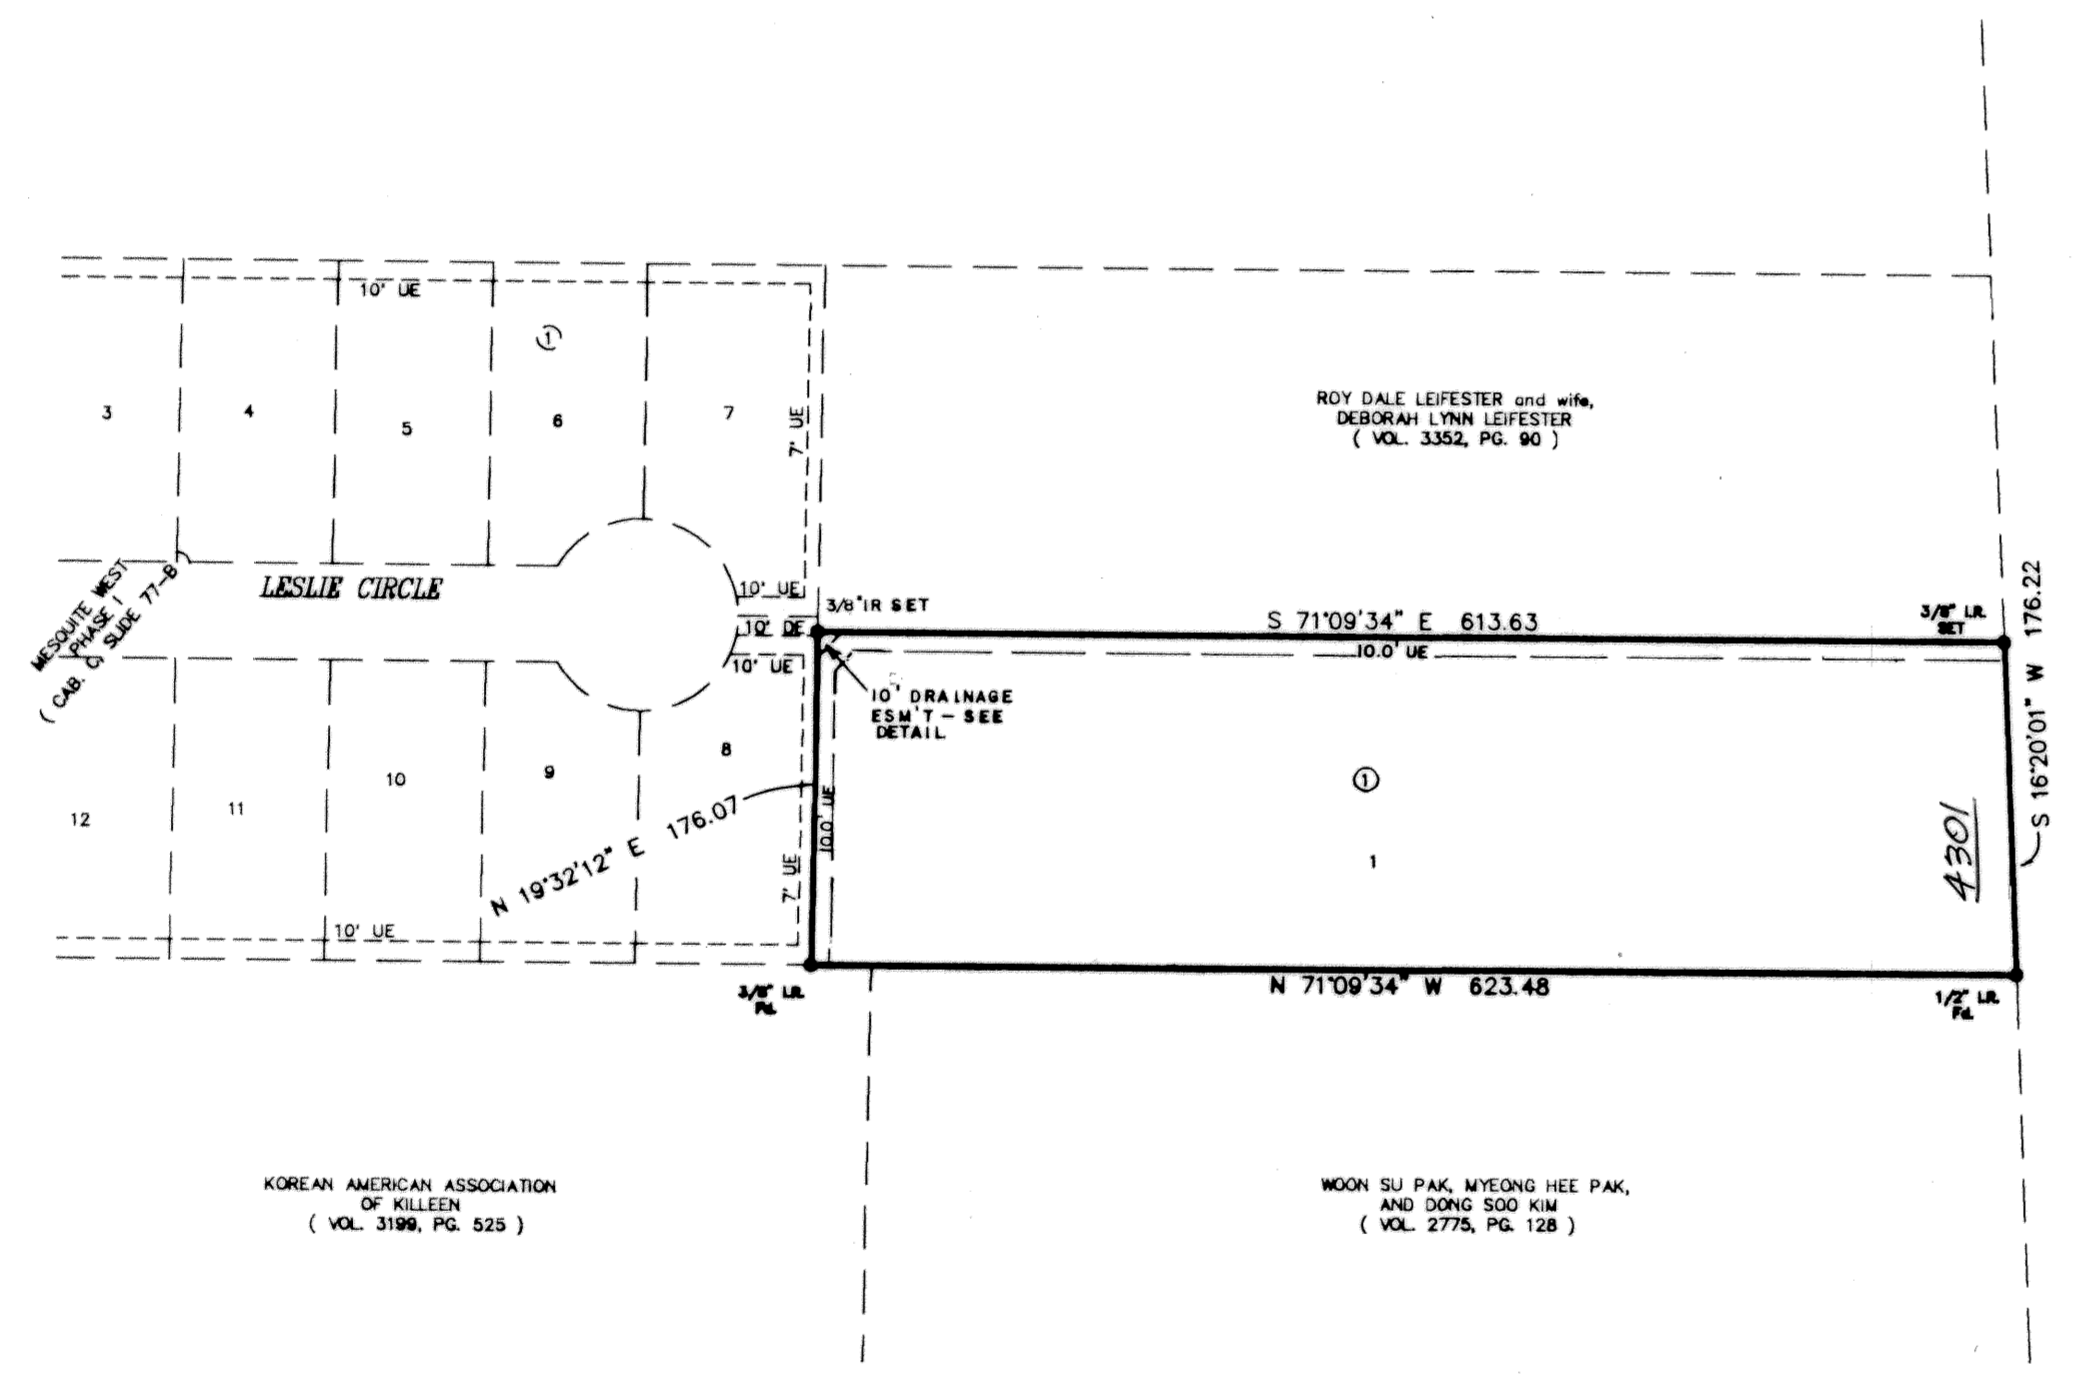 10' UE
1
3
4
5
6
7
7' UE
ROY DALE LEIFESTER and wife,
DEBORAH LYNN LEIFESTER
( VOL. 3352, PG. 90 )
MESQUITE WEST
PHASE I
( CAB. C, SLIDE 77-B
LESLIE CIRCLE
10' UE
3/8" IR SET
10' DE
10' UE
S 71°09'34" E 613.63
10.0' UE
3/8" I.R.
SET
S 16°20'01" W 176.22
10' DRAINAGE
ESM'T - SEE
DETAIL
8
9
10
11
12
1
1
4301
N 19°32'12" E 176.07
10.0' UE
7' UE
10' UE
3/8" I.R.
Fd.
N 71°09'34" W 623.48
1/2" I.R.
Fd.
KOREAN AMERICAN ASSOCIATION
OF KILLEEN
( VOL. 3199, PG. 525 )
WOON SU PAK, MYEONG HEE PAK,
AND DONG SOO KIM
( VOL. 2775, PG. 128 )